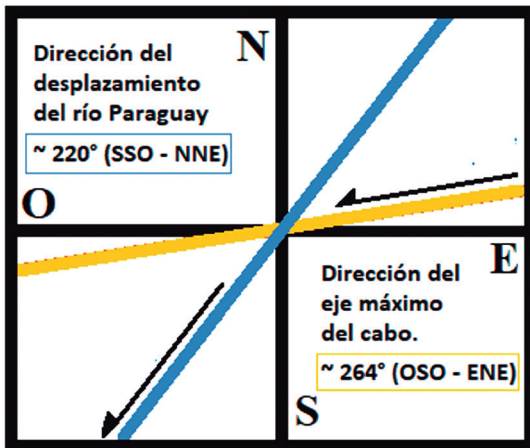 N
Dirección del
desplazamiento
del río Paraguay
~ 220° (SSO - NNE)
O
E
Dirección del
eje máximo
del cabo.
~ 264° (OSO - ENE)
S